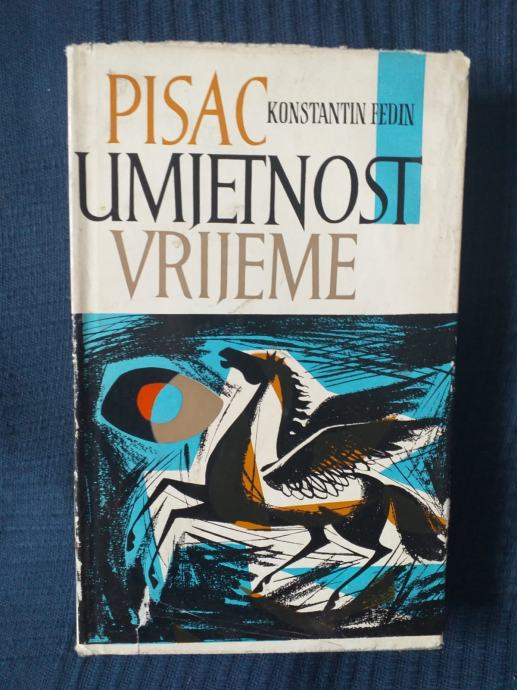 PISAC
KONSTANTIN FEDIN
UMJETNOST
VRIJEME